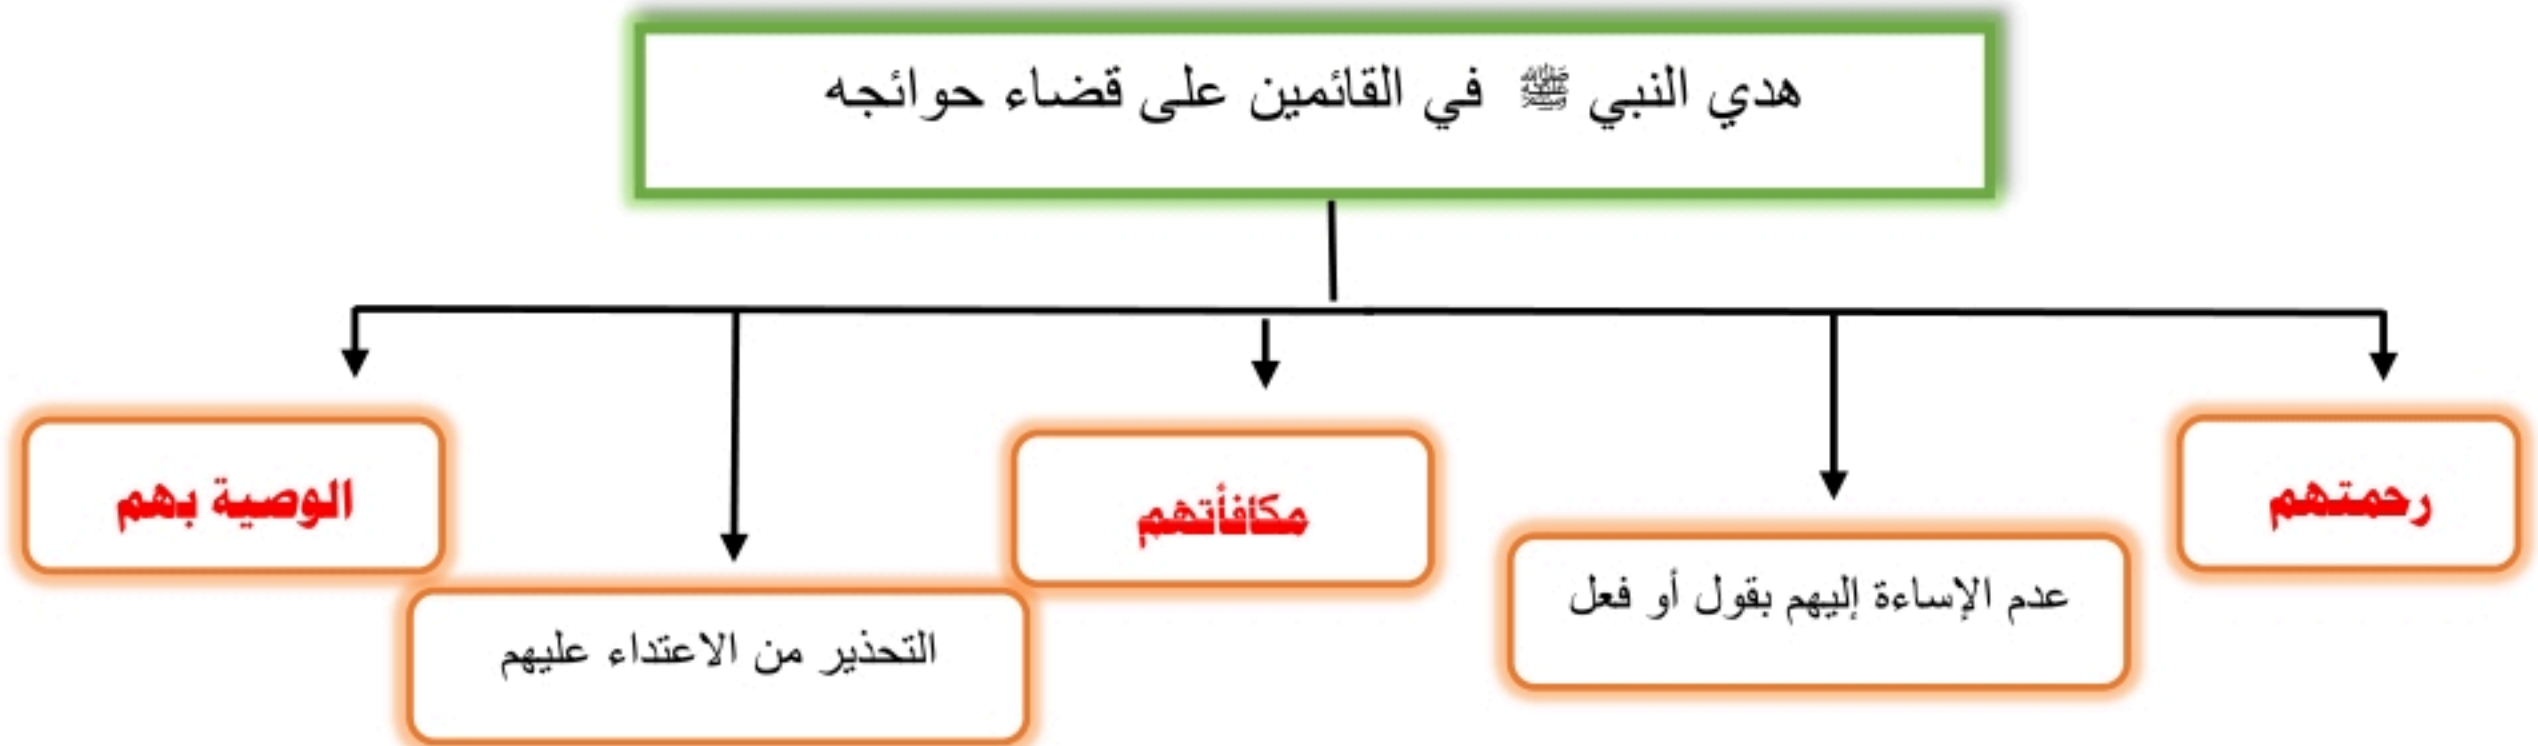 هدي النبي ﷺ في القائمين على قضاء حوائجه
رحمتهم
عدم الإساءة إليهم بقول أو فعل
مكافأتهم
التحذير من الاعتداء عليهم
الوصية بهم